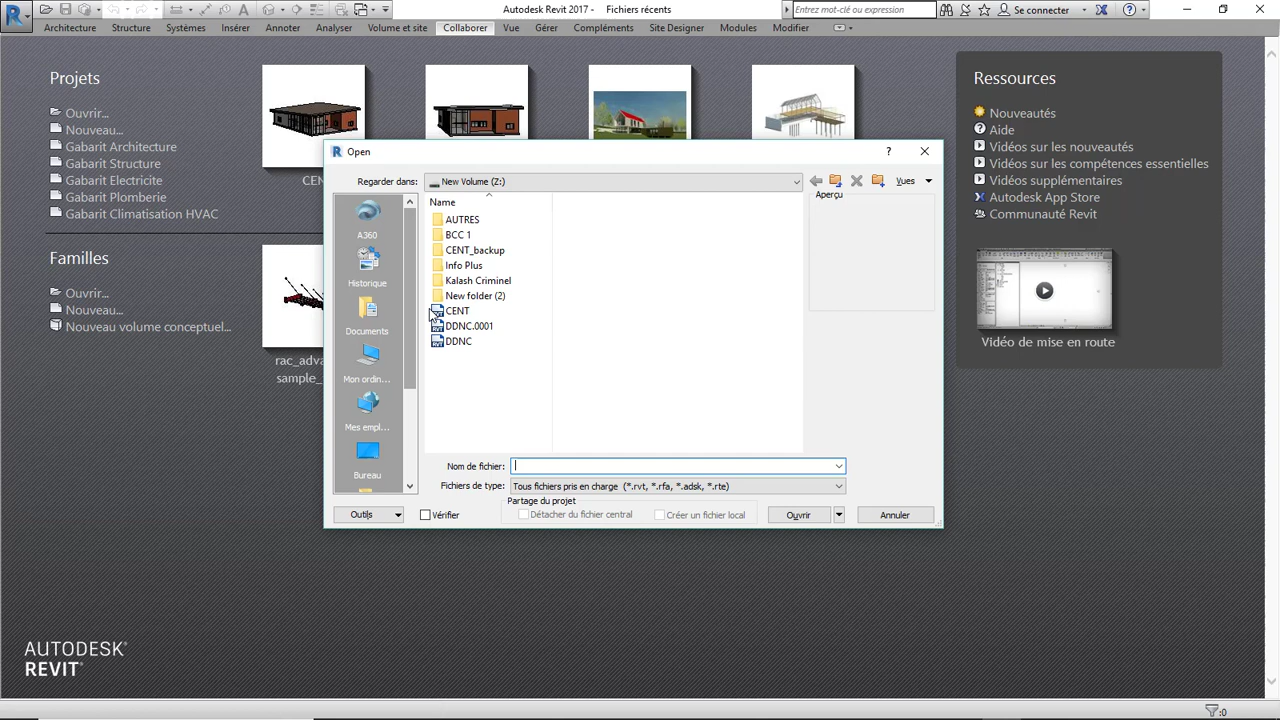 Autodesk Revit 2017 - Fichiers récents
Entrez mot-clé ou expression
Se connecter
Architecture Structure Systèmes Insérer Annoter Analyser Volume et site Collaborer Vue Gérer Compléments Site Designer Modules Modifier
Projets
Ouvrir...
Nouveau...
Gabarit Architecture
Gabarit Structure
Gabarit Electricite
Gabarit Plomberie
Gabarit Climatisation HVAC
Familles
Ouvrir...
Nouveau...
Nouveau volume conceptuel...
CEN
rac_adva
sample_
Open
Regarder dans: New Volume (Z:)
Vues
Name
AUTRES
BCC 1
CENT_backup
Info Plus
Kalash Criminel
New folder (2)
CENT
DDNC.0001
DDNC
A360
Historique
Documents
Mon ordin...
Mes empl...
Bureau
Aperçu
Nom de fichier:
Fichiers de type: Tous fichiers pris en charge (*.rvt, *.rfa, *.adsk, *.rte)
Partage du projet
Outils
Vérifier
Détacher du fichier central
Créer un fichier local
Ouvrir
Annuler
Ressources
Nouveautés
Aide
Vidéos sur les nouveautés
Vidéos sur les compétences essentielles
Vidéos supplémentaires
Autodesk App Store
Communauté Revit
Vidéo de mise en route
AUTODESK®
REVIT®
:0